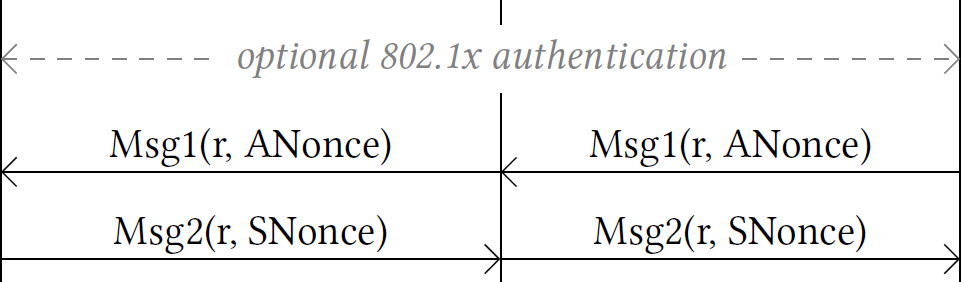 optional 802.1x authentication
Msg1(r, ANonce) Msg1(r, ANonce)
Msg2(r, SNonce) Msg2(r, SNonce)